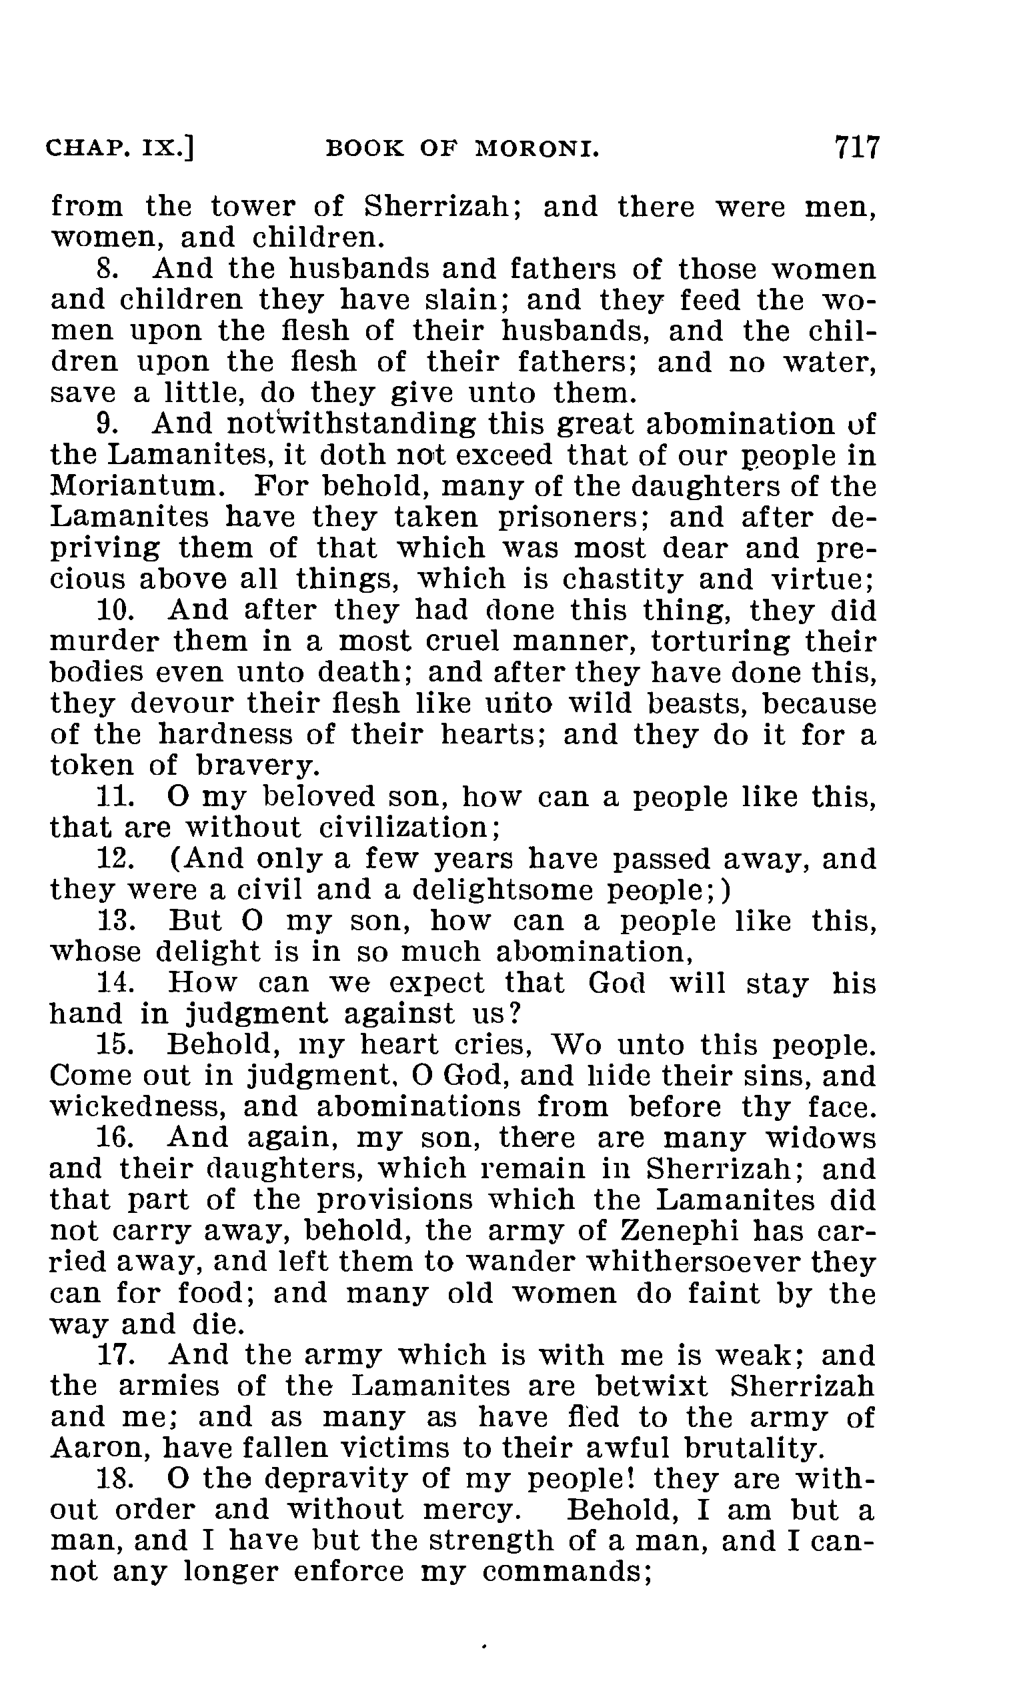 CHAP. IX.] BOOK OF MORONI. 717
from the tower of Sherrizah; and there were men,
women, and children.
8. And the husbands and fathers of those women
and children they have slain; and they feed the wo-
men upon the flesh of their husbands, and the chil-
dren upon the flesh of their fathers; and no water,
save a little, do they give unto them.
9. And notwithstanding this great abomination of
the Lamanites, it doth not exceed that of our people in
Moriantum. For behold, many of the daughters of the
Lamanites have they taken prisoners; and after de-
priving them of that which was most dear and pre-
cious above all things, which is chastity and virtue;
10. And after they had done this thing, they did
murder them in a most cruel manner, torturing their
bodies even unto death; and after they have done this,
they devour their flesh like unto wild beasts, because
of the hardness of their hearts; and they do it for a
token of bravery.
11. O my beloved son, how can a people like this,
that are without civilization;
12. (And only a few years have passed away, and
they were a civil and a delightsome people;)
13. But O my son, how can a people like this,
whose delight is in so much abomination,
14. How can we expect that God will stay his
hand in judgment against us?
15. Behold, my heart cries, Wo unto this people.
Come out in judgment, O God, and hide their sins, and
wickedness, and abominations from before thy face.
16. And again, my son, there are many widows
and their daughters, which remain in Sherrizah; and
that part of the provisions which the Lamanites did
not carry away, behold, the army of Zenephi has car-
ried away, and left them to wander whithersoever they
can for food; and many old women do faint by the
way and die.
17. And the army which is with me is weak; and
the armies of the Lamanites are betwixt Sherrizah
and me; and as many as have fled to the army of
Aaron, have fallen victims to their awful brutality.
18. O the depravity of my people! they are with-
out order and without mercy. Behold, I am but a
man, and I have but the strength of a man, and I can-
not any longer enforce my commands;